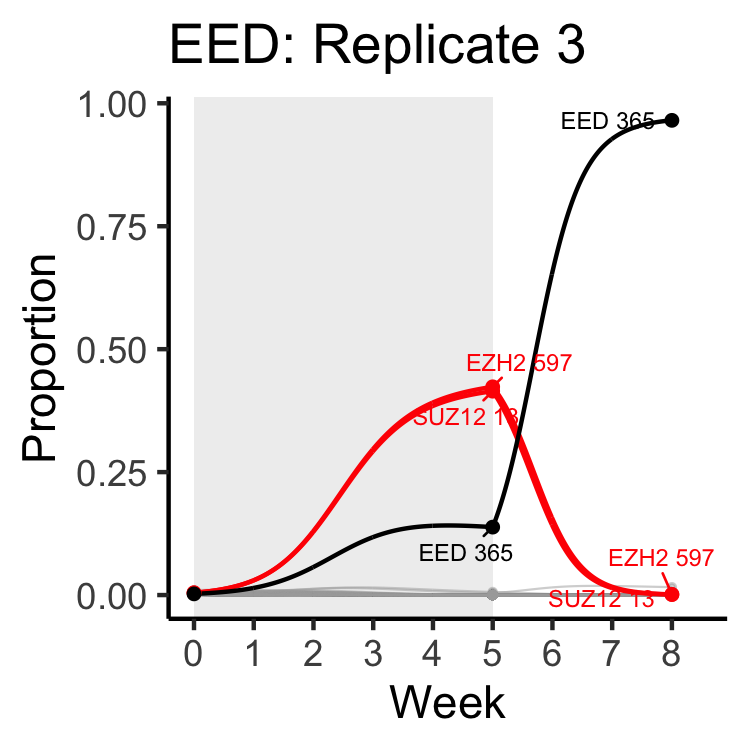 EED: Replicate 3
1.00
0.75
0.50
0.25
0.00
Proportion
EED 365
EZH2 597
SUZ12 13
EED 365
EZH2 597
SUZ12 13
0 1 2 3 4 5 6 7 8
Week